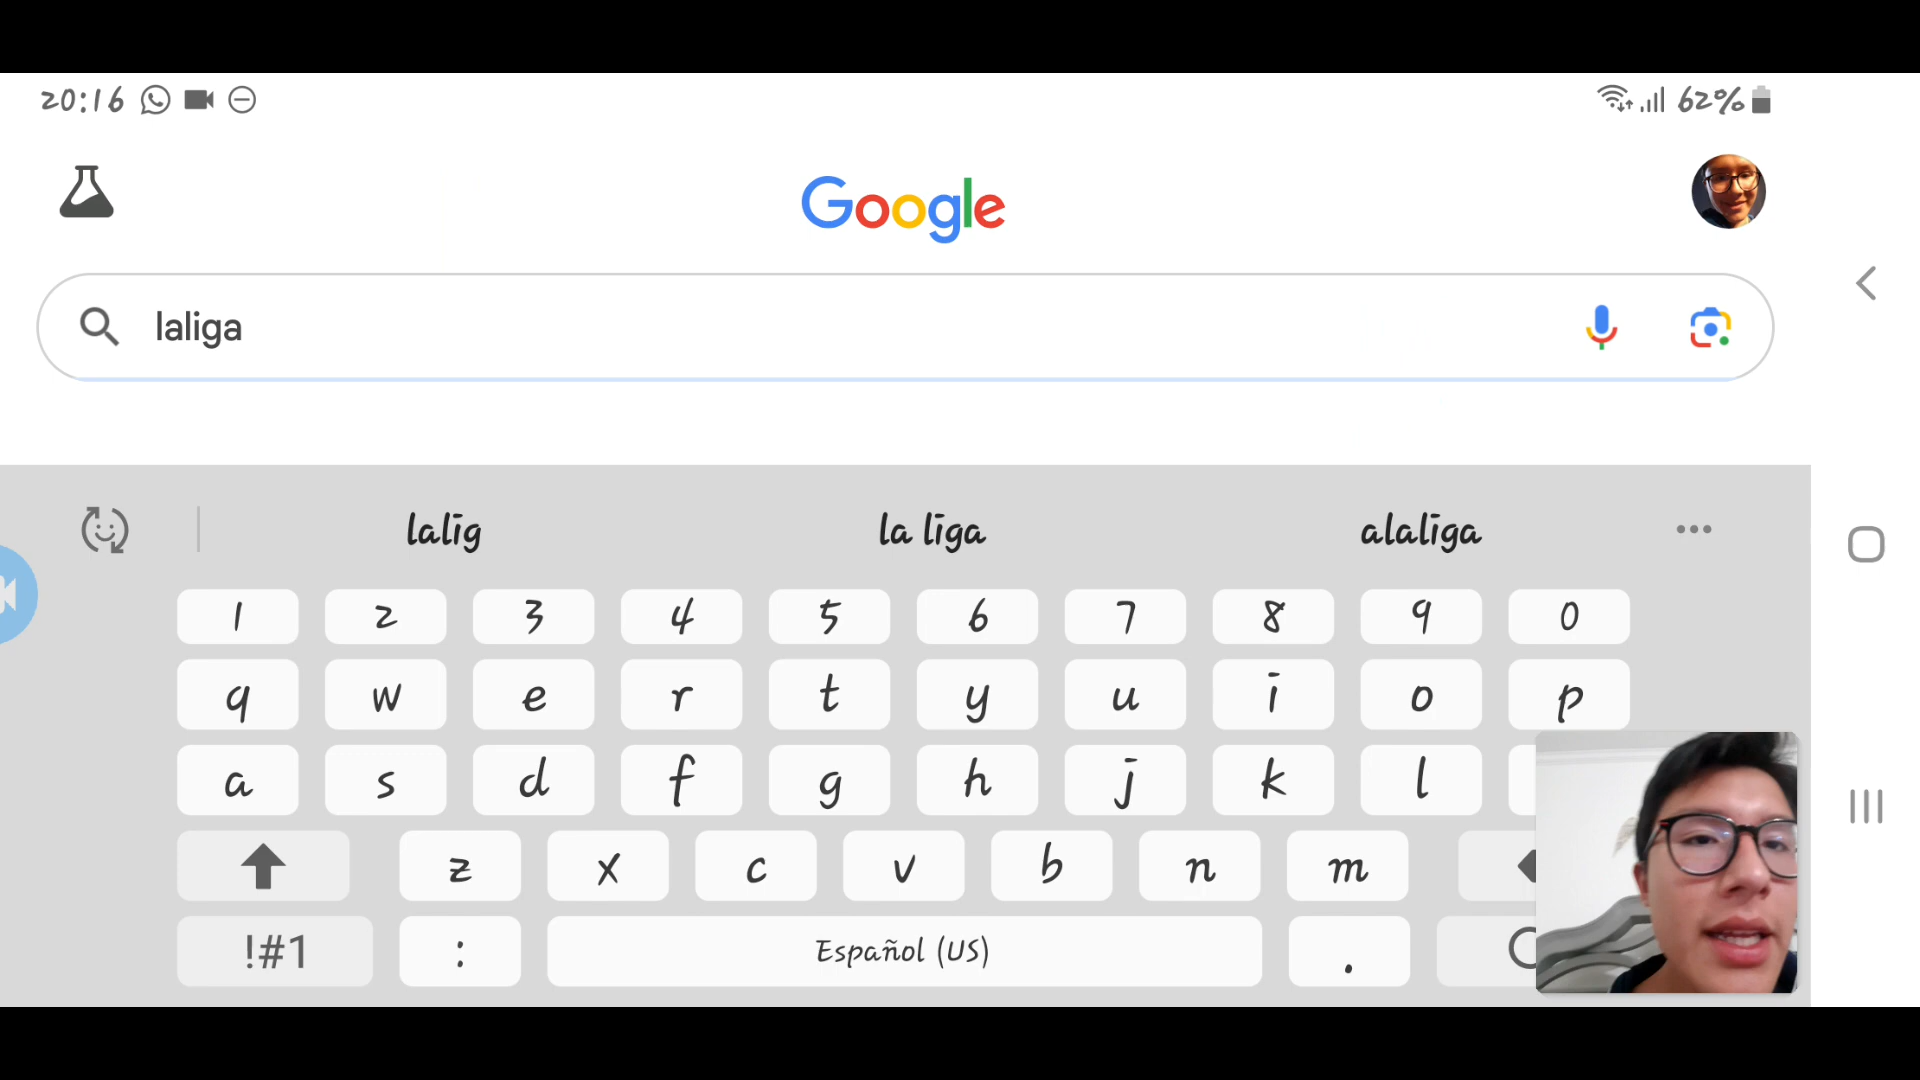 20:16 62%
Google
laliga
lalig la liga alaliga
1 2 3 4 5 6 7 8 9 0
q w e r t y u i o p
a s d f g h j k l
z x c v b n m
!#1 : Español (US) .